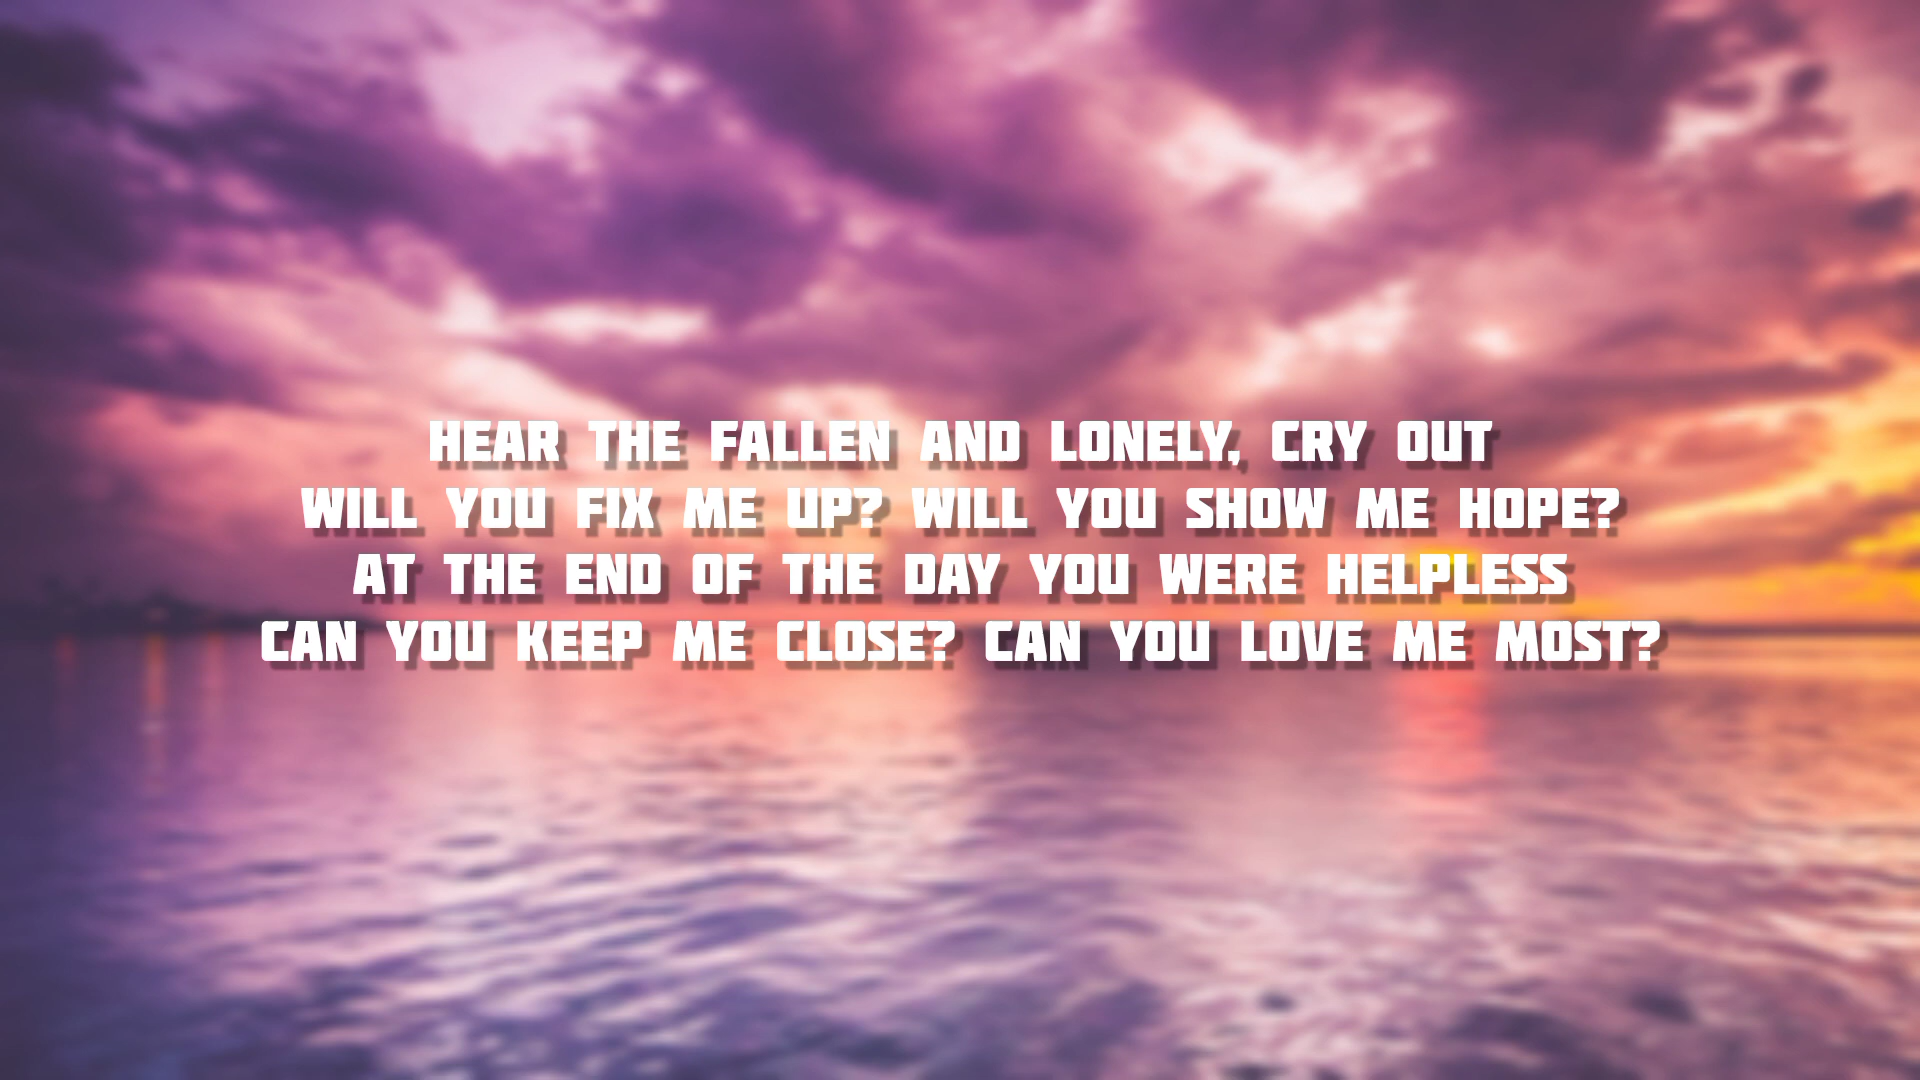 HEAR THE FALLEN AND LONELY, CRY OUT
WILL YOU FIX ME UP? WILL YOU SHOW ME HOPE?
AT THE END OF THE DAY YOU WERE HELPLESS
CAN YOU KEEP ME CLOSE? CAN YOU LOVE ME MOST?